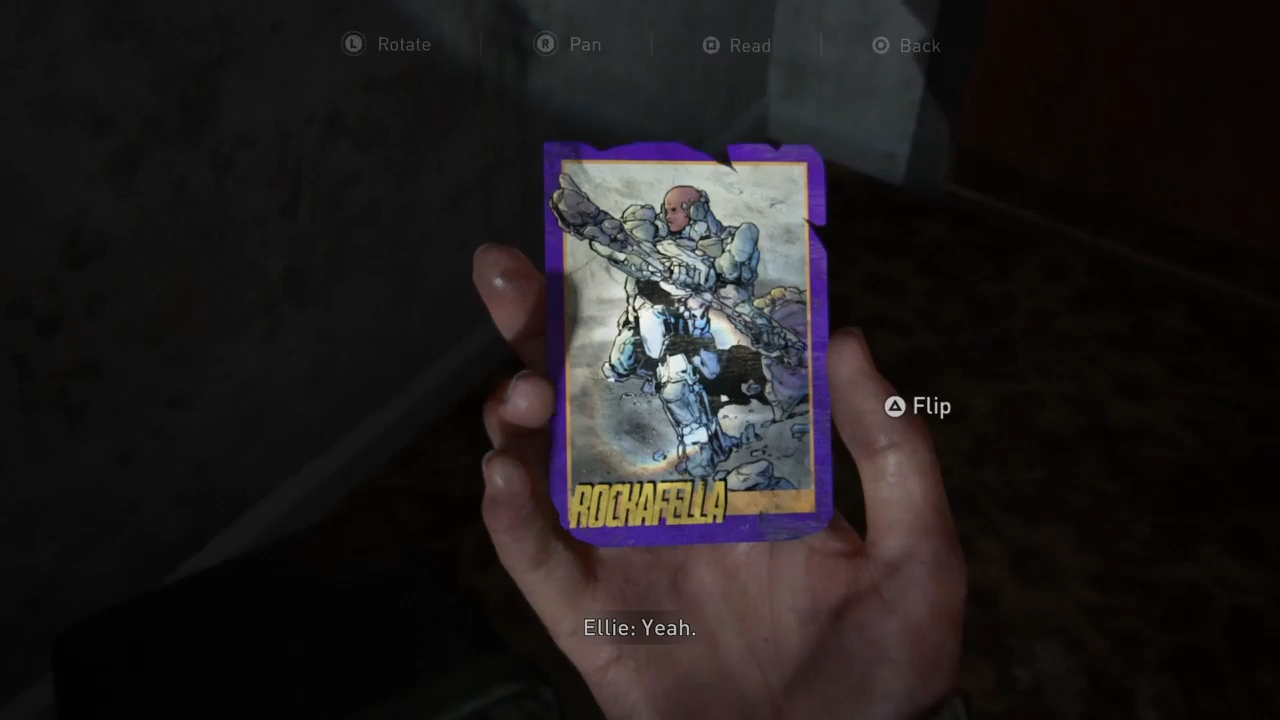 L Rotate
R Pan
Read
Back
Flip
ROCKAFELLA
Ellie: Yeah.